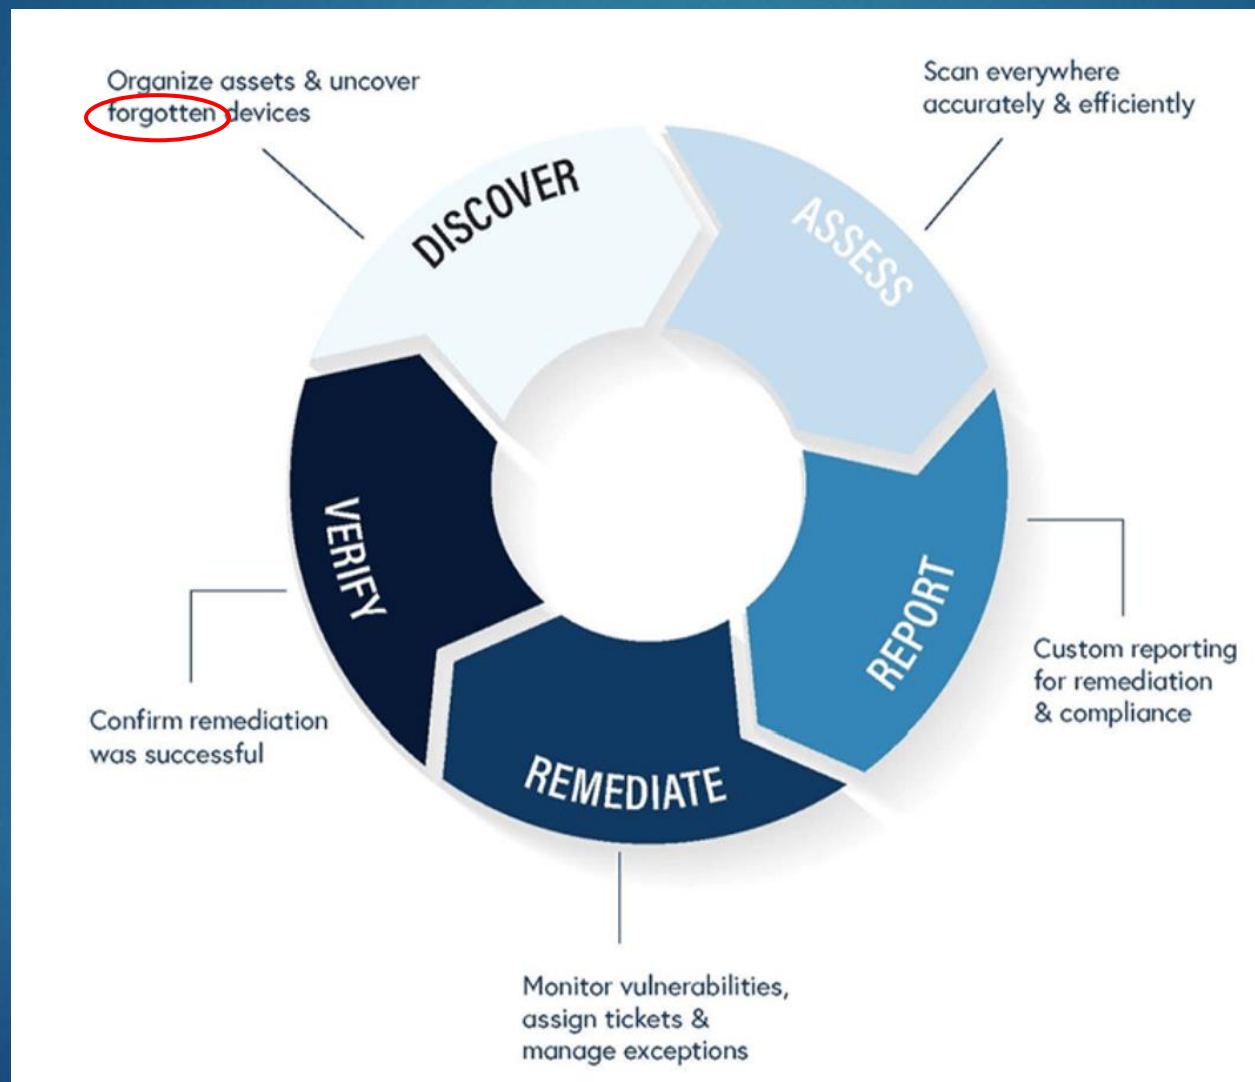 Organize assets & uncover
forgotten devices
Scan everywhere
accurately & efficiently
DISCOVER
ASSESS
VERIFY
REPORT
Custom reporting
for remediation
& compliance
Confirm remediation
was successful
REMEDIATE
Monitor vulnerabilities,
assign tickets &
manage exceptions